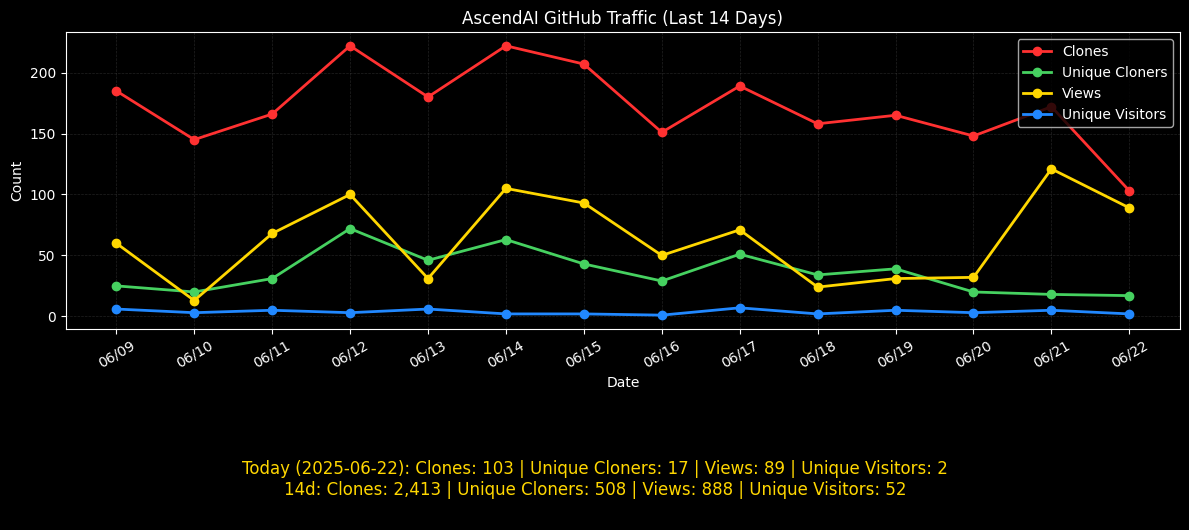 AscendAI GitHub Traffic (Last 14 Days)
Clones
Unique Cloners
Views
Unique Visitors
Count
200
150
100
50
0
06/09 06/10 06/11 06/12 06/13 06/14 06/15 06/16 06/17 06/18 06/19 06/20 06/21 06/22
Date
Today (2025-06-22): Clones: 103 | Unique Cloners: 17 | Views: 89 | Unique Visitors: 2
14d: Clones: 2,413 | Unique Cloners: 508 | Views: 888 | Unique Visitors: 52